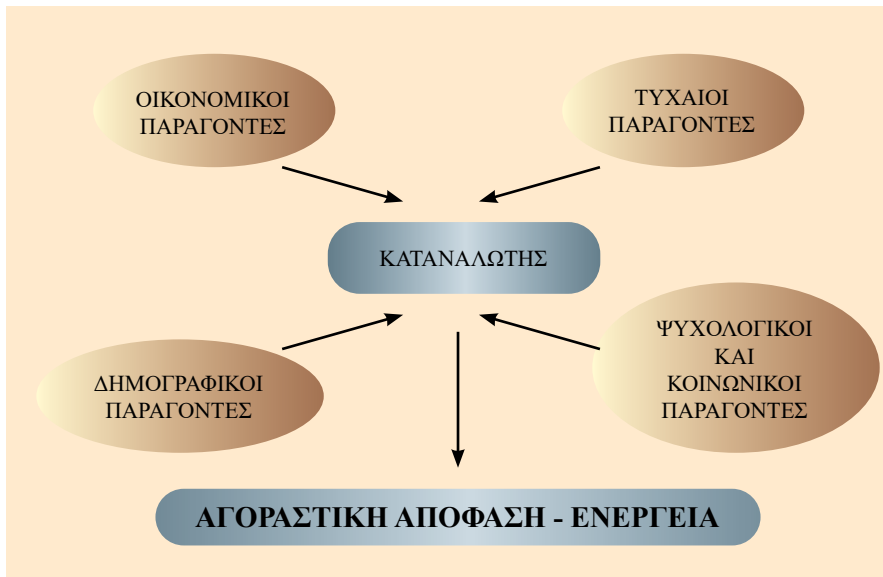 ΟΙΚΟΝΟΜΙΚΟΙ
ΠΑΡΑΓΟΝΤΕΣ
ΤΥΧΑΙΟΙ
ΠΑΡΑΓΟΝΤΕΣ
ΚΑΤΑΝΑΛΩΤΗΣ
ΔΗΜΟΓΡΑΦΙΚΟΙ
ΠΑΡΑΓΟΝΤΕΣ
ΨΥΧΟΛΟΓΙΚΟΙ
ΚΑΙ
ΚΟΙΝΩΝΙΚΟΙ
ΠΑΡΑΓΟΝΤΕΣ
ΑΓΟΡΑΣΤΙΚΗ ΑΠΟΦΑΣΗ - ΕΝΕΡΓΕΙΑ